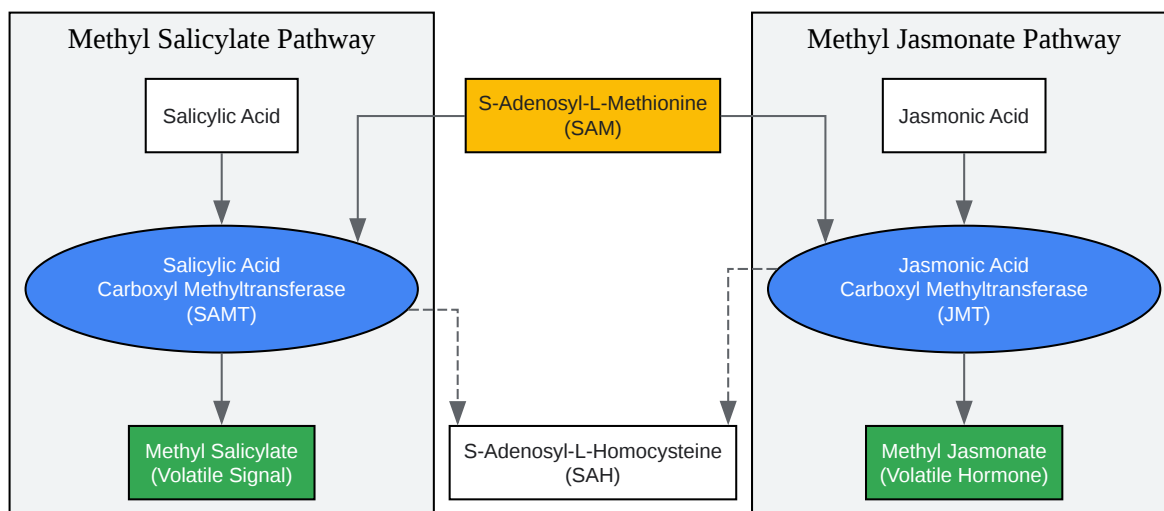 Methyl Salicylate Pathway
Methyl Jasmonate Pathway
Salicylic Acid
S-Adenosyl-L-Methionine
(SAM)
Jasmonic Acid
Salicylic Acid
Carboxyl Methyltransferase
(SAMT)
Jasmonic Acid
Carboxyl Methyltransferase
(JMT)
Methyl Salicylate
(Volatile Signal)
S-Adenosyl-L-Homocysteine
(SAH)
Methyl Jasmonate
(Volatile Hormone)